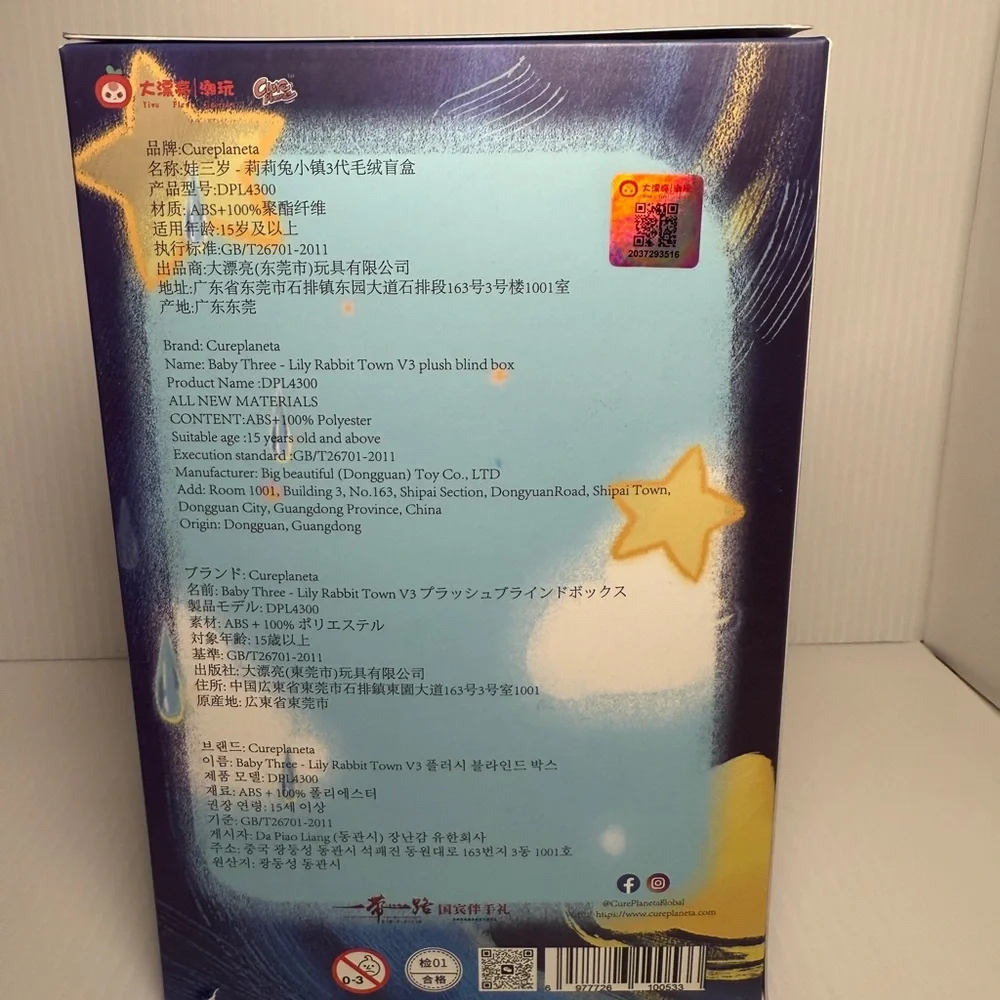 大漂亮|潮玩
品牌:Cureplaneta
名称:娃三岁 - 莉莉兔小镇3代毛绒盲盒
产品型号:DPL4300
材质: ABS+100%聚酯纤维
适用年龄:15岁及以上
执行标准:GB/T26701-2011
出品商:大漂亮(东莞市)玩具有限公司
地址:广东省东莞市石排镇东园大道石排段163号3号楼1001室
产地:广东东莞
大漂亮|潮玩
2037293516
Brand: Cureplaneta
Name: Baby Three - Lily Rabbit Town V3 plush blind box
Product Name :DPL4300
ALL NEW MATERIALS
CONTENT:ABS+100% Polyester
Suitable age :15 years old and above
Execution standard :GB/T26701-2011
Manufacturer: Big beautiful (Dongguan) Toy Co., LTD
Add: Room 1001, Building 3, No.163, Shipai Section, DongyuanRoad, Shipai Town,
Dongguan City, Guangdong Province, China
Origin: Dongguan, Guangdong
ブランド: Cureplaneta
名前: Baby Three - Lily Rabbit Town V3 プラッシュブラインドボックス
製品モデル: DPL4300
素材: ABS + 100% ポリエステル
対象年齢: 15歳以上
基準: GB/T26701-2011
出版社: 大漂亮(東莞市)玩具有限公司
住所: 中国広東省東莞市石排鎮東園大道163号3号室1001
原産地: 広東省東莞市
브랜드: Cureplaneta
이름: Baby Three - Lily Rabbit Town V3 플러시 블라인드 박스
제품 모델: DPL4300
재료: ABS + 100% 폴리에스터
권장 연령: 15세 이상
기준: GB/T26701-2011
게시자: Da Piao Liang (동관시) 장난감 유한회사
주소: 중국 광동성 동관시 석패진 동원대로 163번지 3동 1001호
원산지: 광동성 동관시
@CurePlanetaGlobal
https://www.cureplaneta.com
一带一路 国宾伴手礼
0-3
检01
合格
6 977726 100533